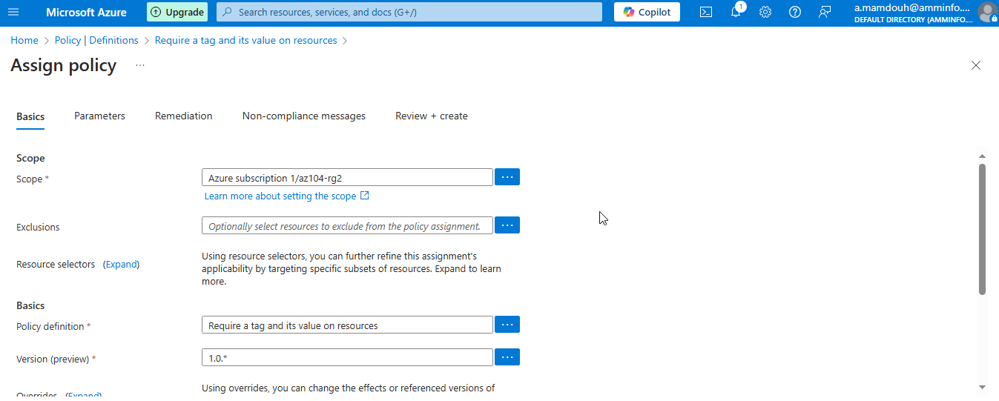 Microsoft Azure
Upgrade
Search resources, services, and docs (G+/)
Copilot
1
a.mamdouh@amminfo....
DEFAULT DIRECTORY (AMMINFO....
Home > Policy | Definitions > Require a tag and its value on resources >
Assign policy ...
Basics
Parameters
Remediation
Non-compliance messages
Review + create
Scope
Scope *
Azure subscription 1/az104-rg2
...
Learn more about setting the scope
Exclusions
Optionally select resources to exclude from the policy assignment.
...
Resource selectors (Expand)
Using resource selectors, you can further refine this assignment's
applicability by targeting specific subsets of resources. Expand to learn
more.
Basics
Policy definition *
Require a tag and its value on resources
...
Version (preview) *
1.0.*
...
Overrides (Expand)
Using overrides, you can change the effects or referenced versions of